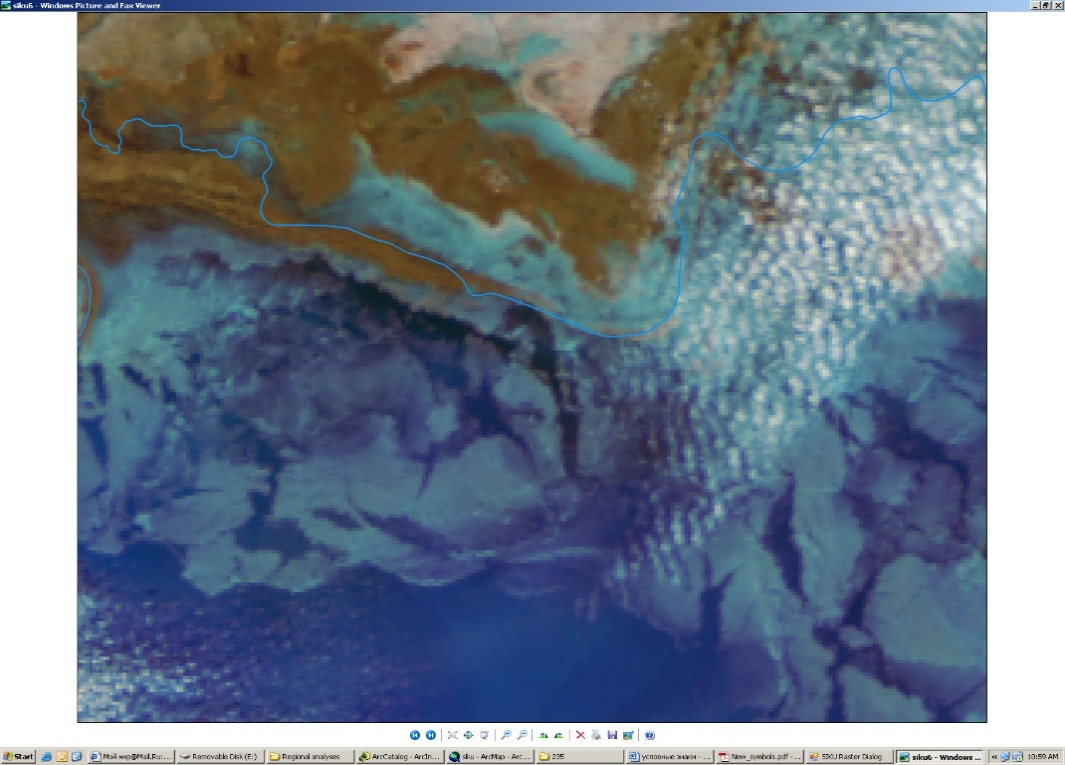 siku6 - Windows Picture and Fax Viewer
Start
Мой мир@Mail.Ru:...
Removable Disk (E:)
Regional analyses
ArcCatalog - ArcIn...
siku - ArcMap - Arc...
235
условные знаки - ...
New_symbols.pdf -...
SIKU Raster Dialog
siku6 - Windows ...
10:59 AM